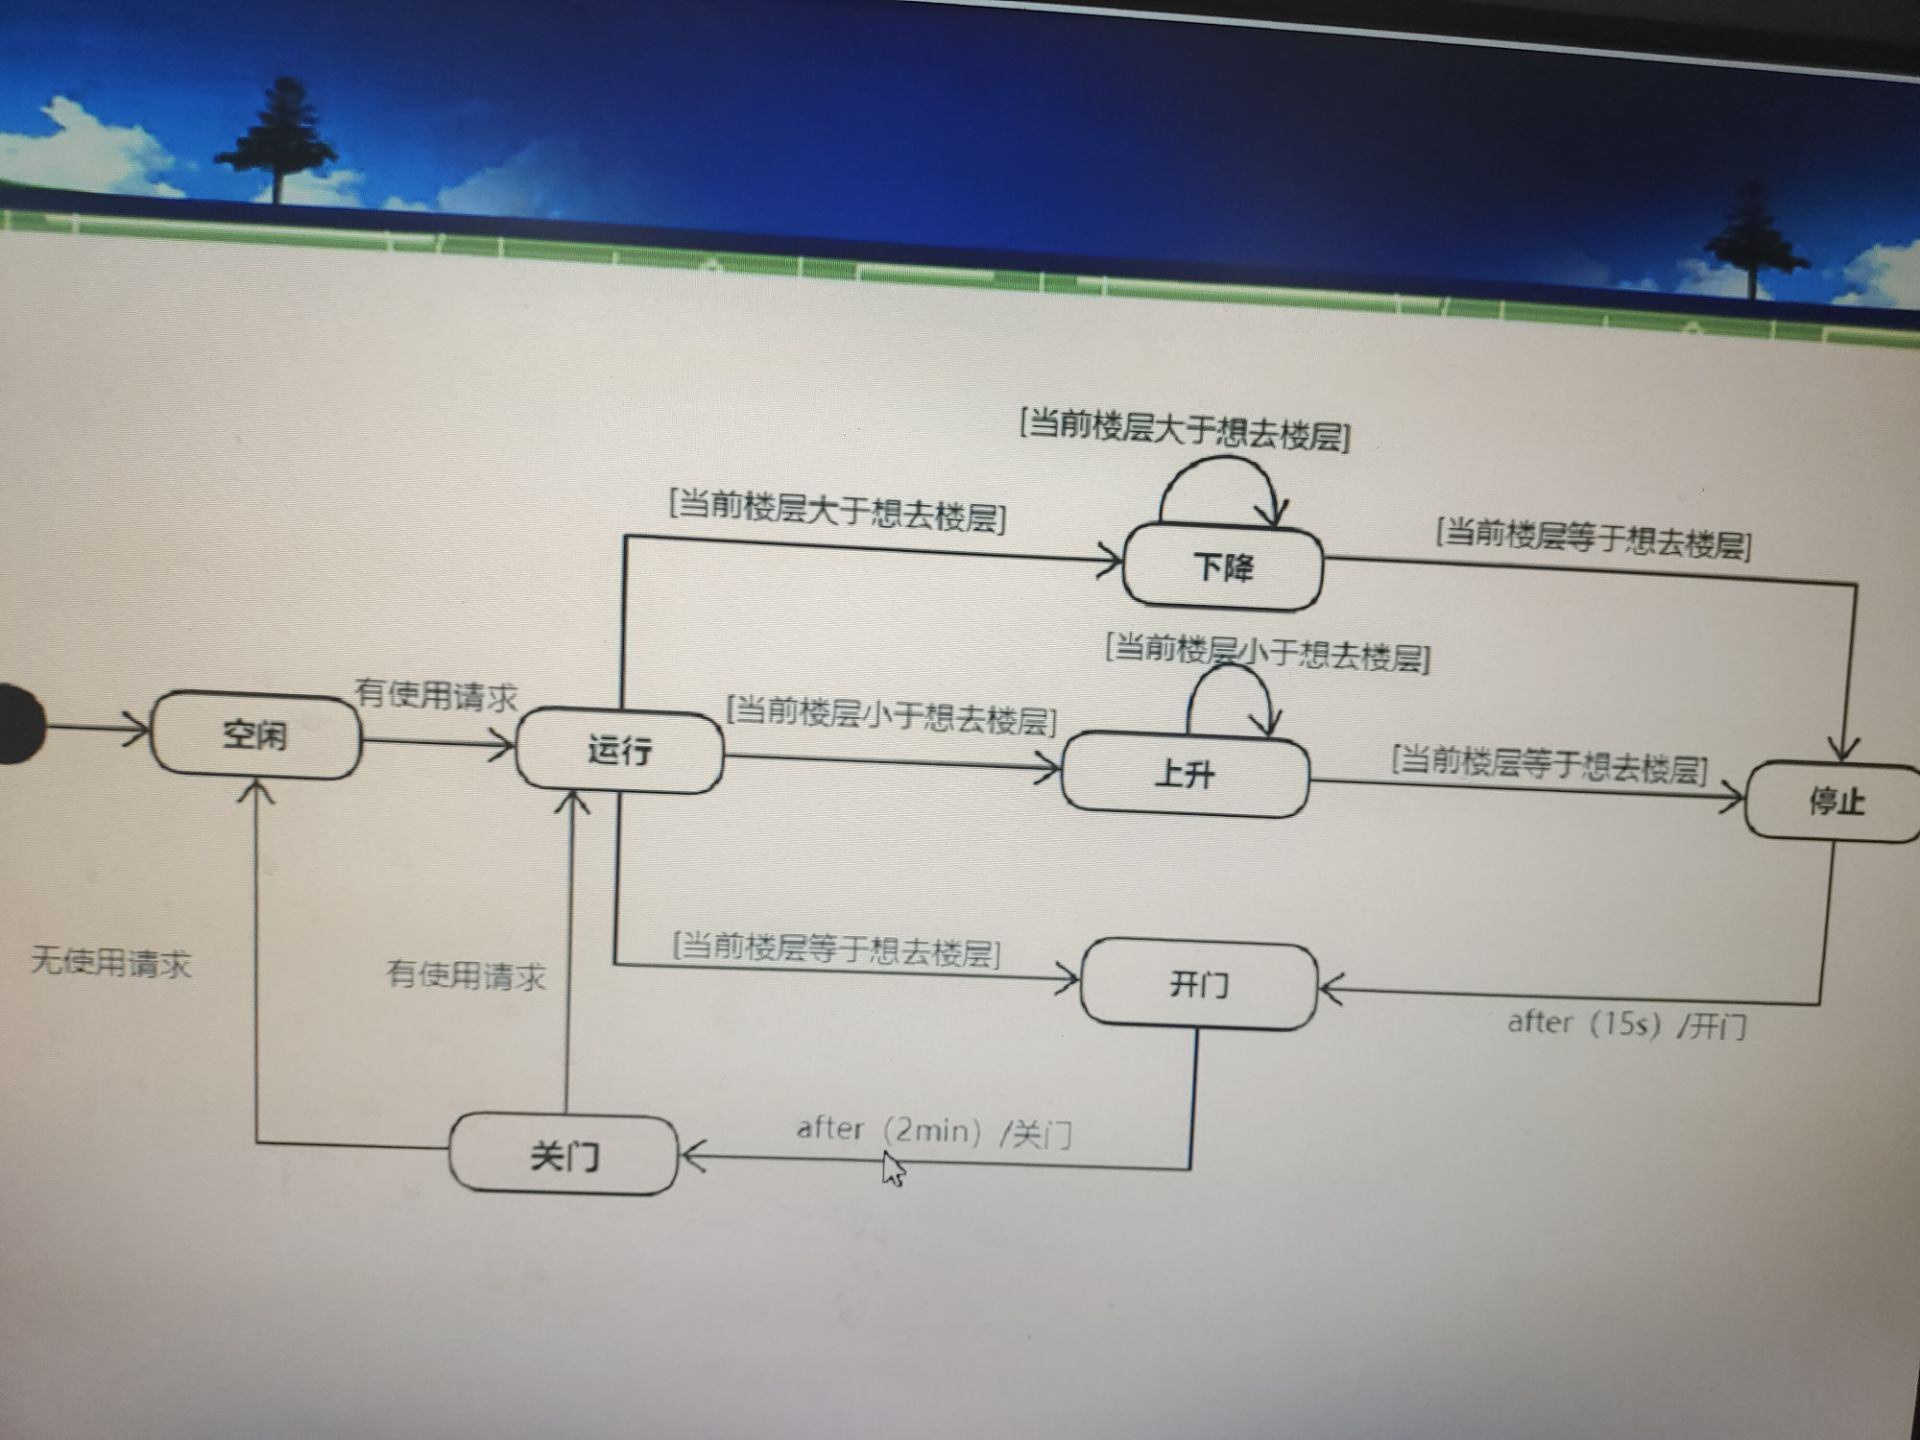 [当前楼层大于想去楼层]
[当前楼层大于想去楼层]
[当前楼层等于想去楼层]
下降
[当前楼层小于想去楼层]
有使用请求
[当前楼层小于想去楼层]
空闲
运行
[当前楼层等于想去楼层]
上升
停止
[当前楼层等于想去楼层]
无使用请求
有使用请求
开门
after（15s）/开门
after（2min）/关门
关门